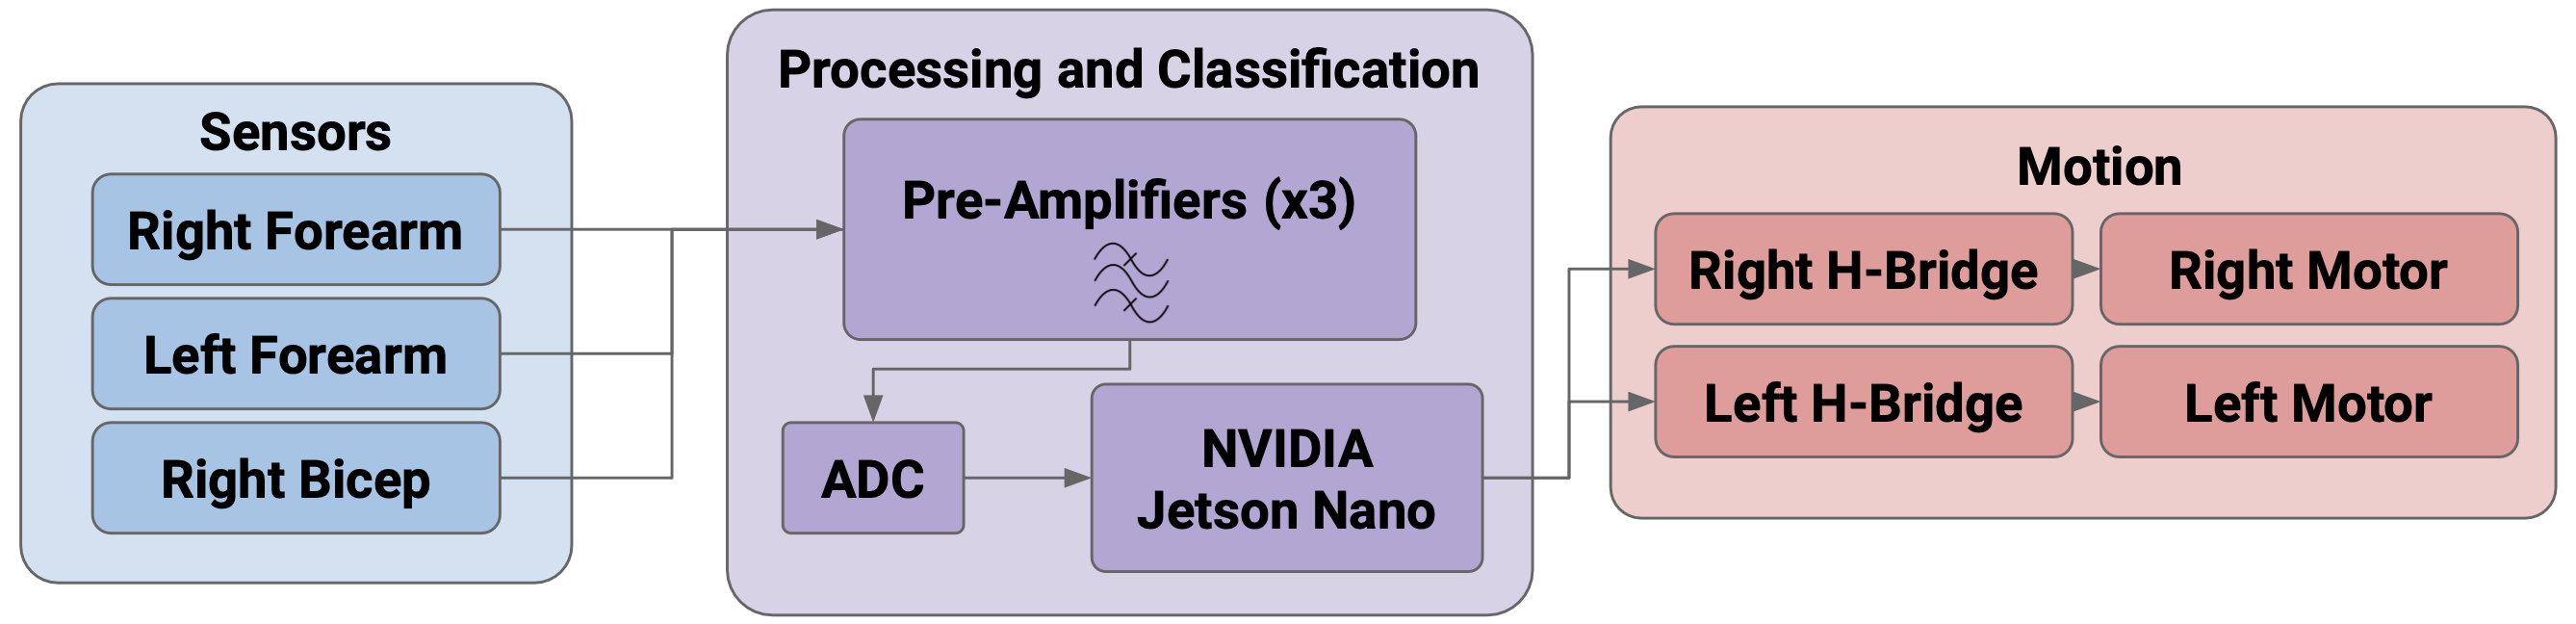 Sensors
Right Forearm
Left Forearm
Right Bicep
Processing and Classification
Pre-Amplifiers (x3)
ADC
NVIDIA
Jetson Nano
Motion
Right H-Bridge
Right Motor
Left H-Bridge
Left Motor